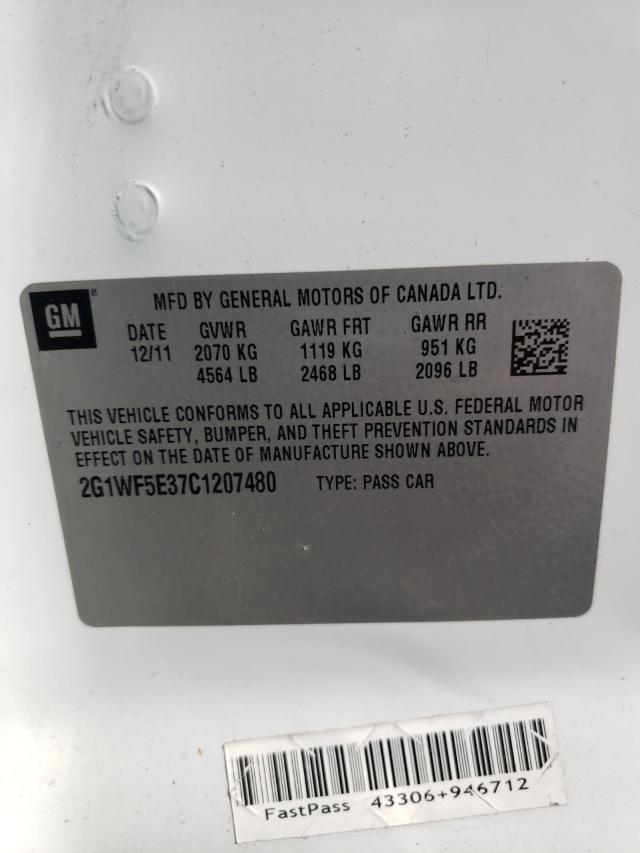 GM
MFD BY GENERAL MOTORS OF CANADA LTD.
DATE GVWR GAWR FRT GAWR RR
12/11 2070 KG 1119 KG 951 KG
4564 LB 2468 LB 2096 LB
THIS VEHICLE CONFORMS TO ALL APPLICABLE U.S. FEDERAL MOTOR
VEHICLE SAFETY, BUMPER, AND THEFT PREVENTION STANDARDS IN
EFFECT ON THE DATE OF MANUFACTURE SHOWN ABOVE.
2G1WF5E37C1207480 TYPE: PASS CAR
FastPass 43306+946712